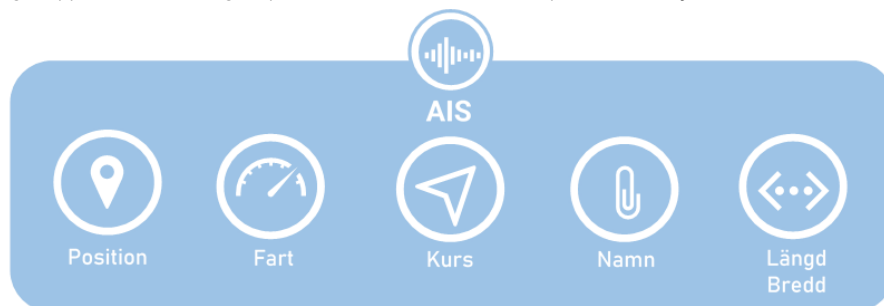 AIS
Position
Fart
Kurs
Namn
Längd
Bredd